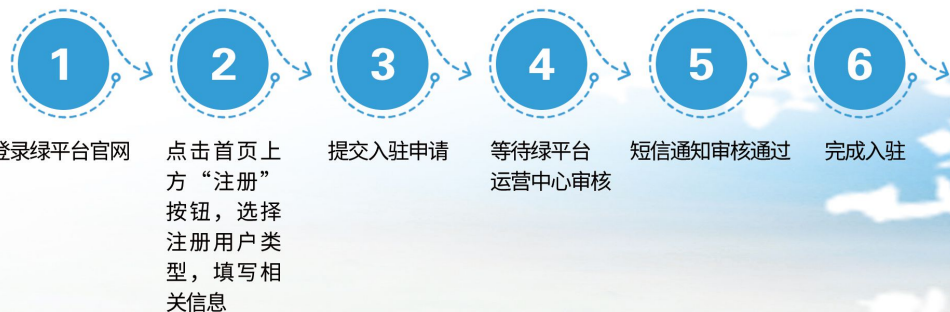 1
2
3
4
5
6
登录绿平台官网
点击首页上
方“注册”
按钮，选择
注册用户类
型，填写相
关信息
提交入驻申请
等待绿平台
运营中心审核
短信通知审核通过
完成入驻